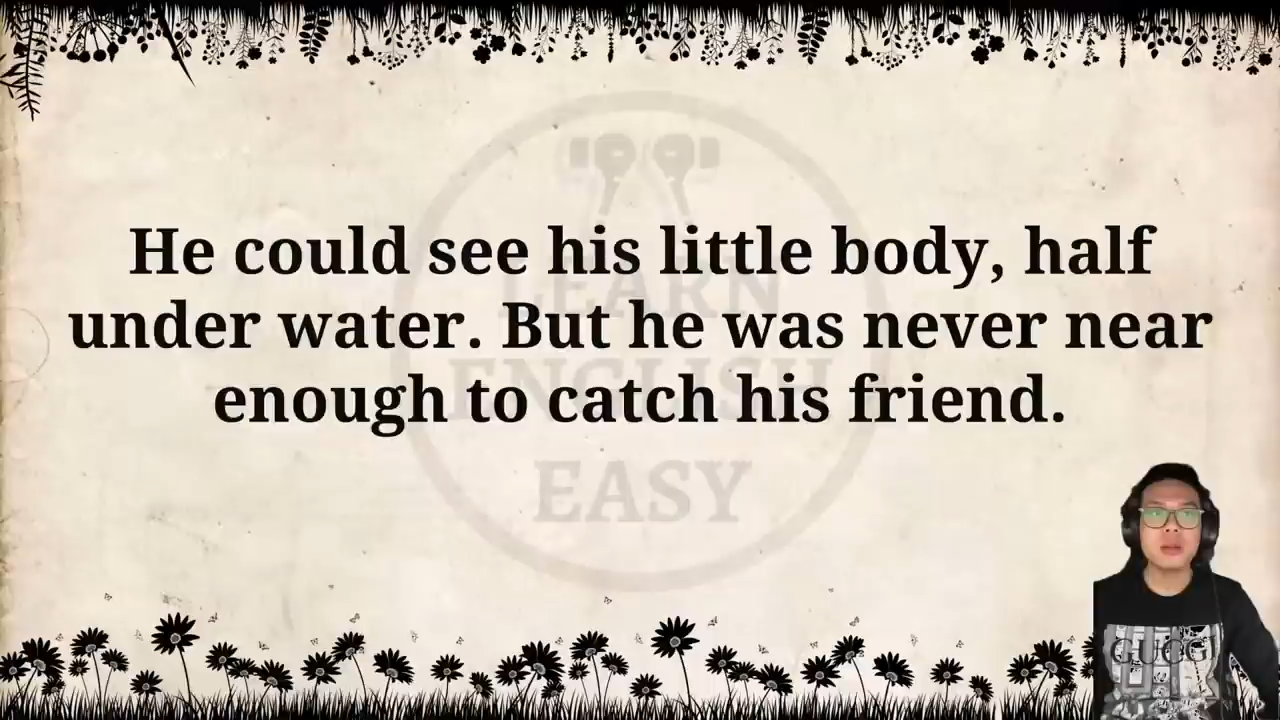 He could see his little body, half
under water. But he was never near
enough to catch his friend.
LEARN
ENGLISH
EASY
GUCCI